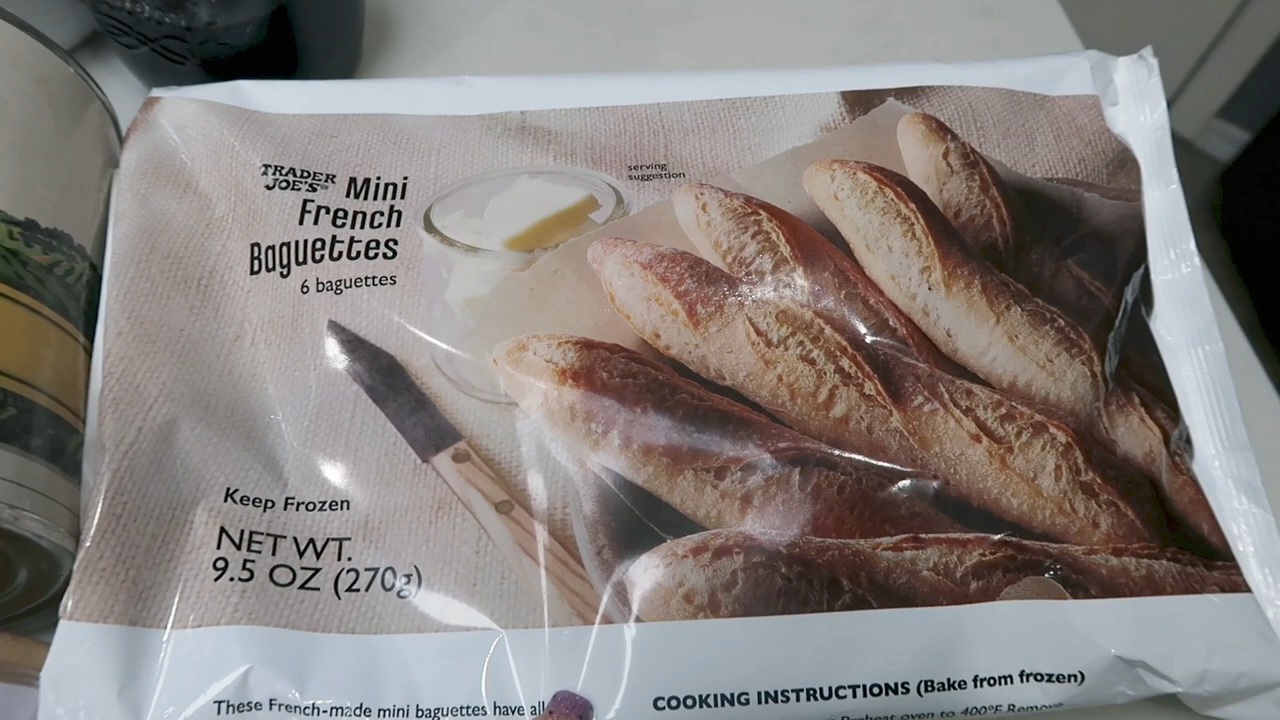 TRADER
JOE'S®
Mini
French
Baguettes
6 baguettes
serving
suggestion
Keep Frozen
NET WT.
9.5 OZ (270g)
These French-made mini baguettes have all
COOKING INSTRUCTIONS (Bake from frozen)
Preheat oven to 400°F. Remove